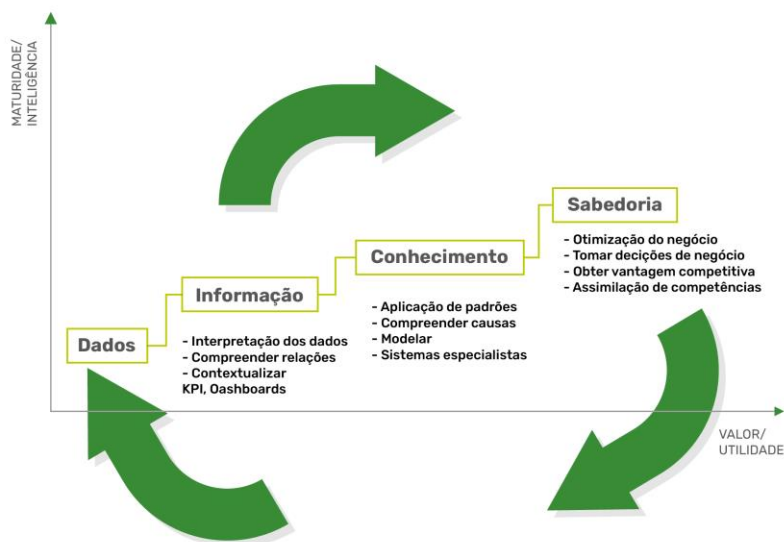 MATURIDADE/
INTELIGÊNCIA
Sabedoria
- Otimização do negócio
- Tomar decições de negócio
- Obter vantagem competitiva
- Assimilação de competências
Conhecimento
- Aplicação de padrões
- Compreender causas
- Modelar
- Sistemas especialistas
Informação
- Interpretação dos dados
- Compreender relações
- Contextualizar
KPI, Oashboards
Dados
VALOR/
UTILIDADE